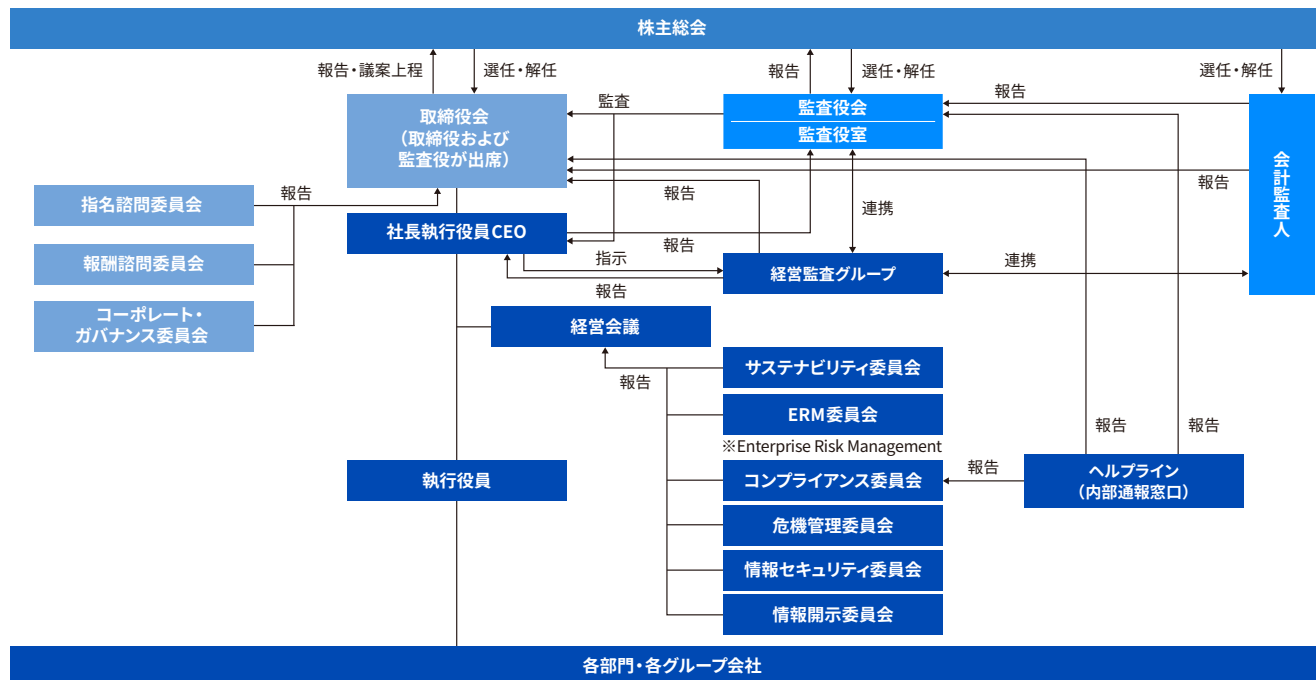 株主総会
報告・議案上程
選任・解任
報告
選任・解任
選任・解任
取締役会
(取締役および
監査役が出席)
監査
監査役会
監査役室
報告
会計監査人
報告
報告
連携
指名諮問委員会
報告
報酬諮問委員会
コーポレート・
ガバナンス委員会
社長執行役員CEO
報告
指示
報告
経営監査グループ
連携
経営会議
報告
サステナビリティ委員会
ERM委員会
※Enterprise Risk Management
コンプライアンス委員会
危機管理委員会
情報セキュリティ委員会
情報開示委員会
報告
報告
報告
ヘルプライン
(内部通報窓口)
執行役員
各部門・各グループ会社